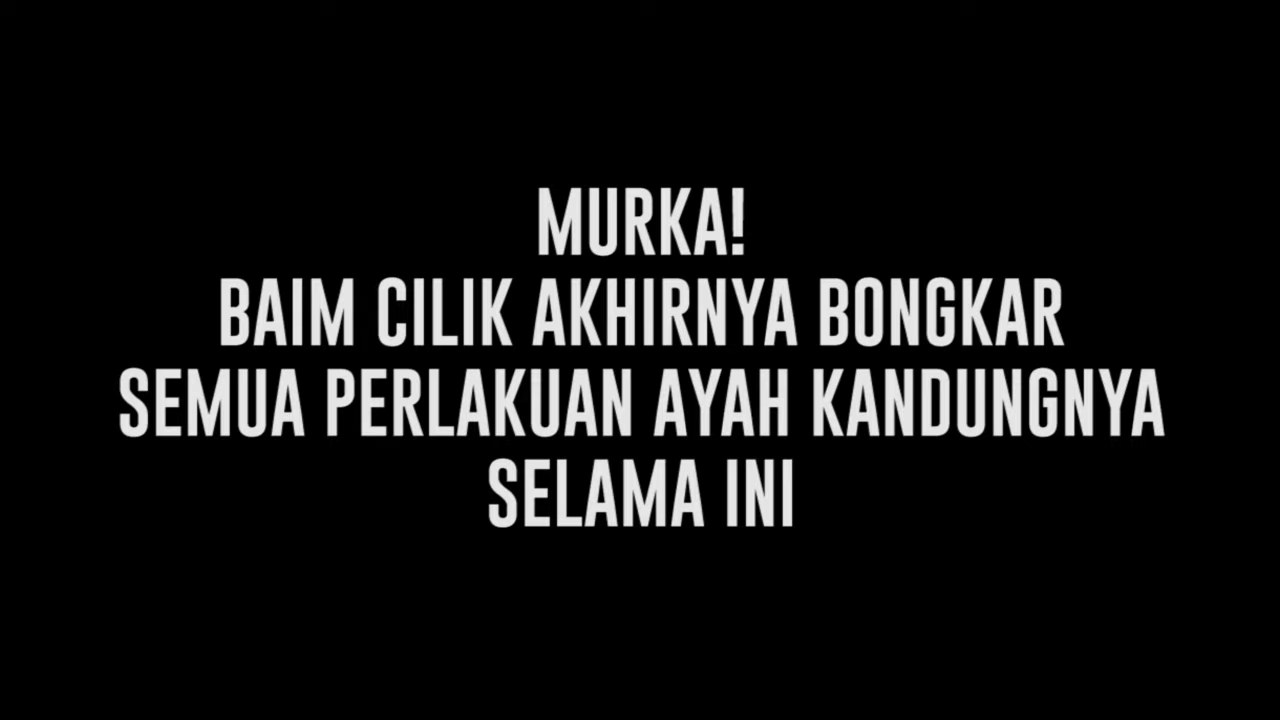 MURKA!
BAIM CILIK AKHIRNYA BONGKAR
SEMUA PERLAKUAN AYAH KANDUNGNYA
SELAMA INI